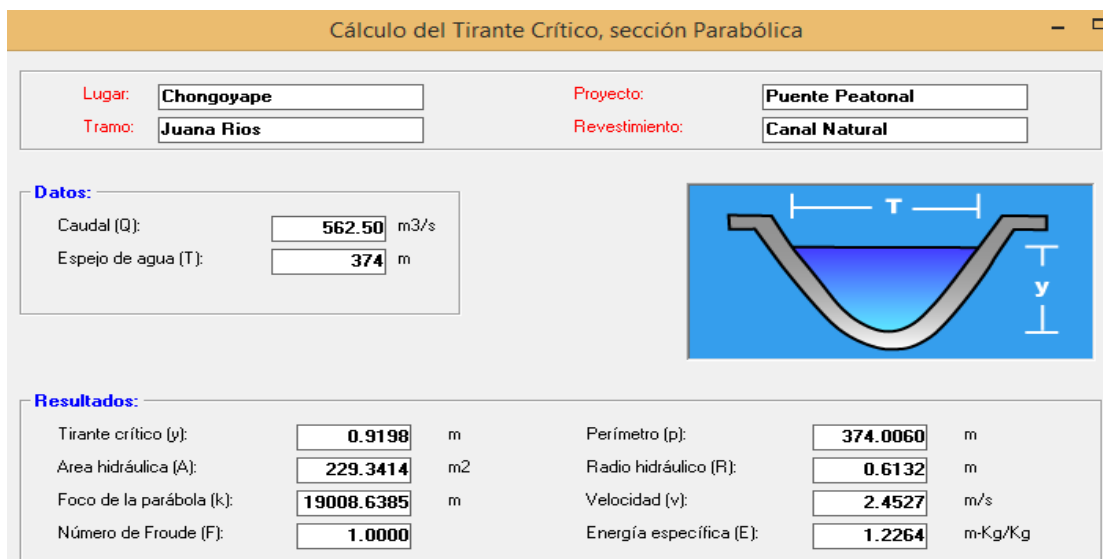 Cálculo del Tirante Crítico, sección Parabólica
Lugar: Chongoyape Proyecto: Puente Peatonal
Tramo: Juana Rios Revestimiento: Canal Natural
Datos:
Caudal (Q): 562.50 m3/s
Espejo de agua (T): 374 m
T
y
Resultados:
Tirante crítico (y): 0.9198 m Perímetro (p): 374.0060 m
Area hidráulica (A): 229.3414 m2 Radio hidráulico (R): 0.6132 m
Foco de la parábola (k): 19008.6385 m Velocidad (v): 2.4527 m/s
Número de Froude (F): 1.0000 Energía específica (E): 1.2264 m-Kg/Kg